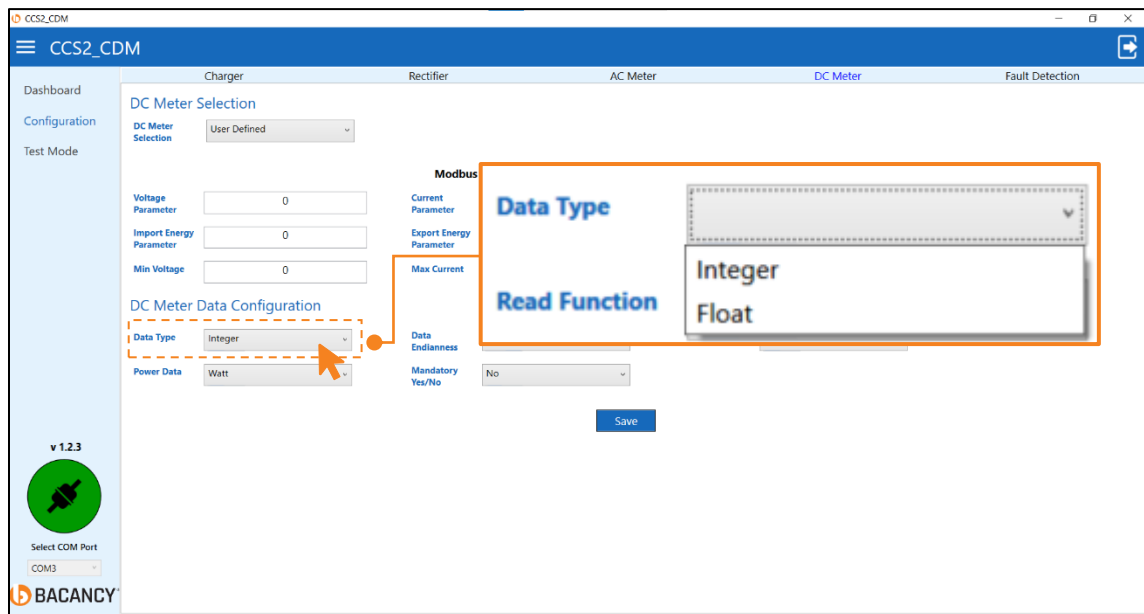 CCS2_CDM
CCS2_CDM
Charger Rectifier AC Meter DC Meter Fault Detection
Dashboard
Configuration
Test Mode
DC Meter Selection
DC Meter Selection User Defined
Modbus
Voltage Parameter 0 Current Parameter
Import Energy Parameter 0 Export Energy Parameter
Min Voltage 0 Max Current
Data Type
Integer
Float
Read Function
DC Meter Data Configuration
Data Type Integer Data Endianness
Power Data Watt Mandatory Yes/No No
Save
v 1.2.3
Select COM Port
COM3
BACANCY